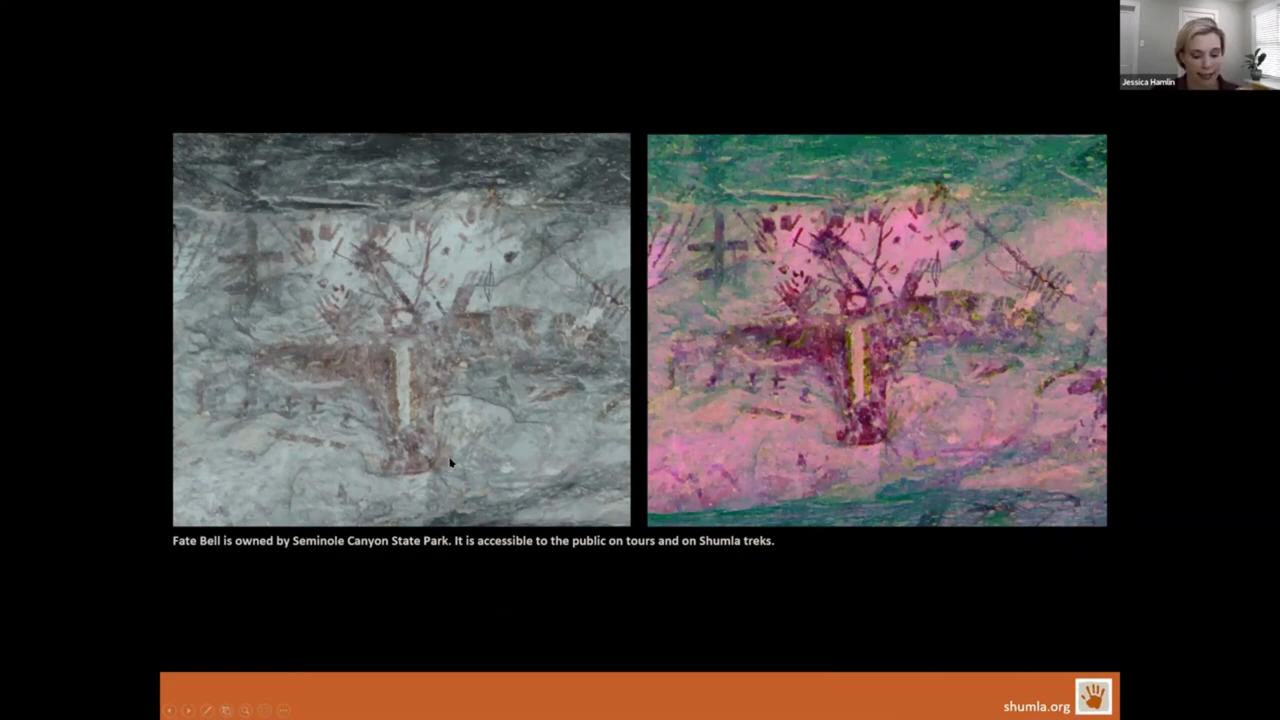 Jessica Hamlin
Fate Bell is owned by Seminole Canyon State Park. It is accessible to the public on tours and on Shumla treks.
shumla.org